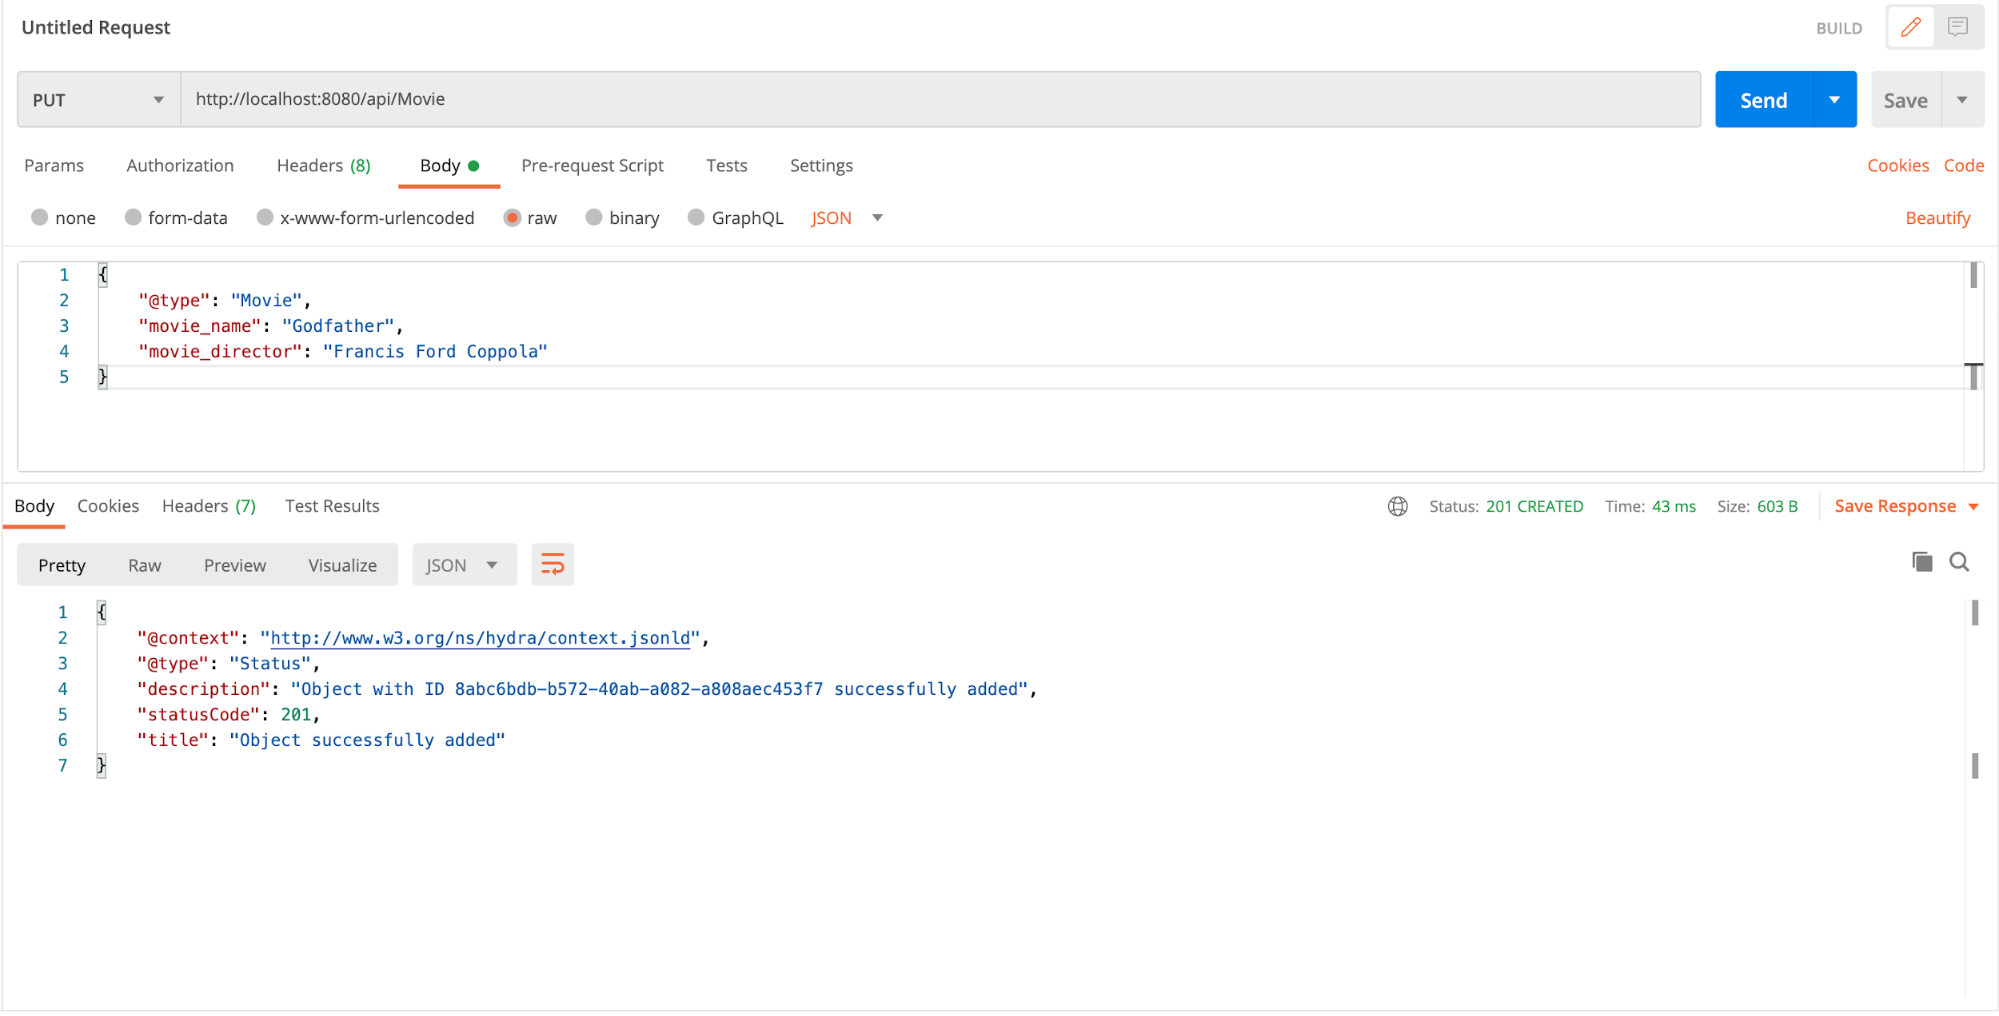 Untitled Request
BUILD
PUT http://localhost:8080/api/Movie Send Save
Params Authorization Headers (8) Body Pre-request Script Tests Settings Cookies Code
none form-data x-www-form-urlencoded raw binary GraphQL JSON Beautify
1 {
2 "@type": "Movie",
3 "movie_name": "Godfather",
4 "movie_director": "Francis Ford Coppola"
5 }
Body Cookies Headers (7) Test Results Status: 201 CREATED Time: 43 ms Size: 603 B Save Response
Pretty Raw Preview Visualize JSON
1 {
2 "@context": "http://www.w3.org/ns/hydra/context.jsonld",
3 "@type": "Status",
4 "description": "Object with ID 8abc6bdb-b572-40ab-a082-a808aec453f7 successfully added",
5 "statusCode": 201,
6 "title": "Object successfully added"
7 }